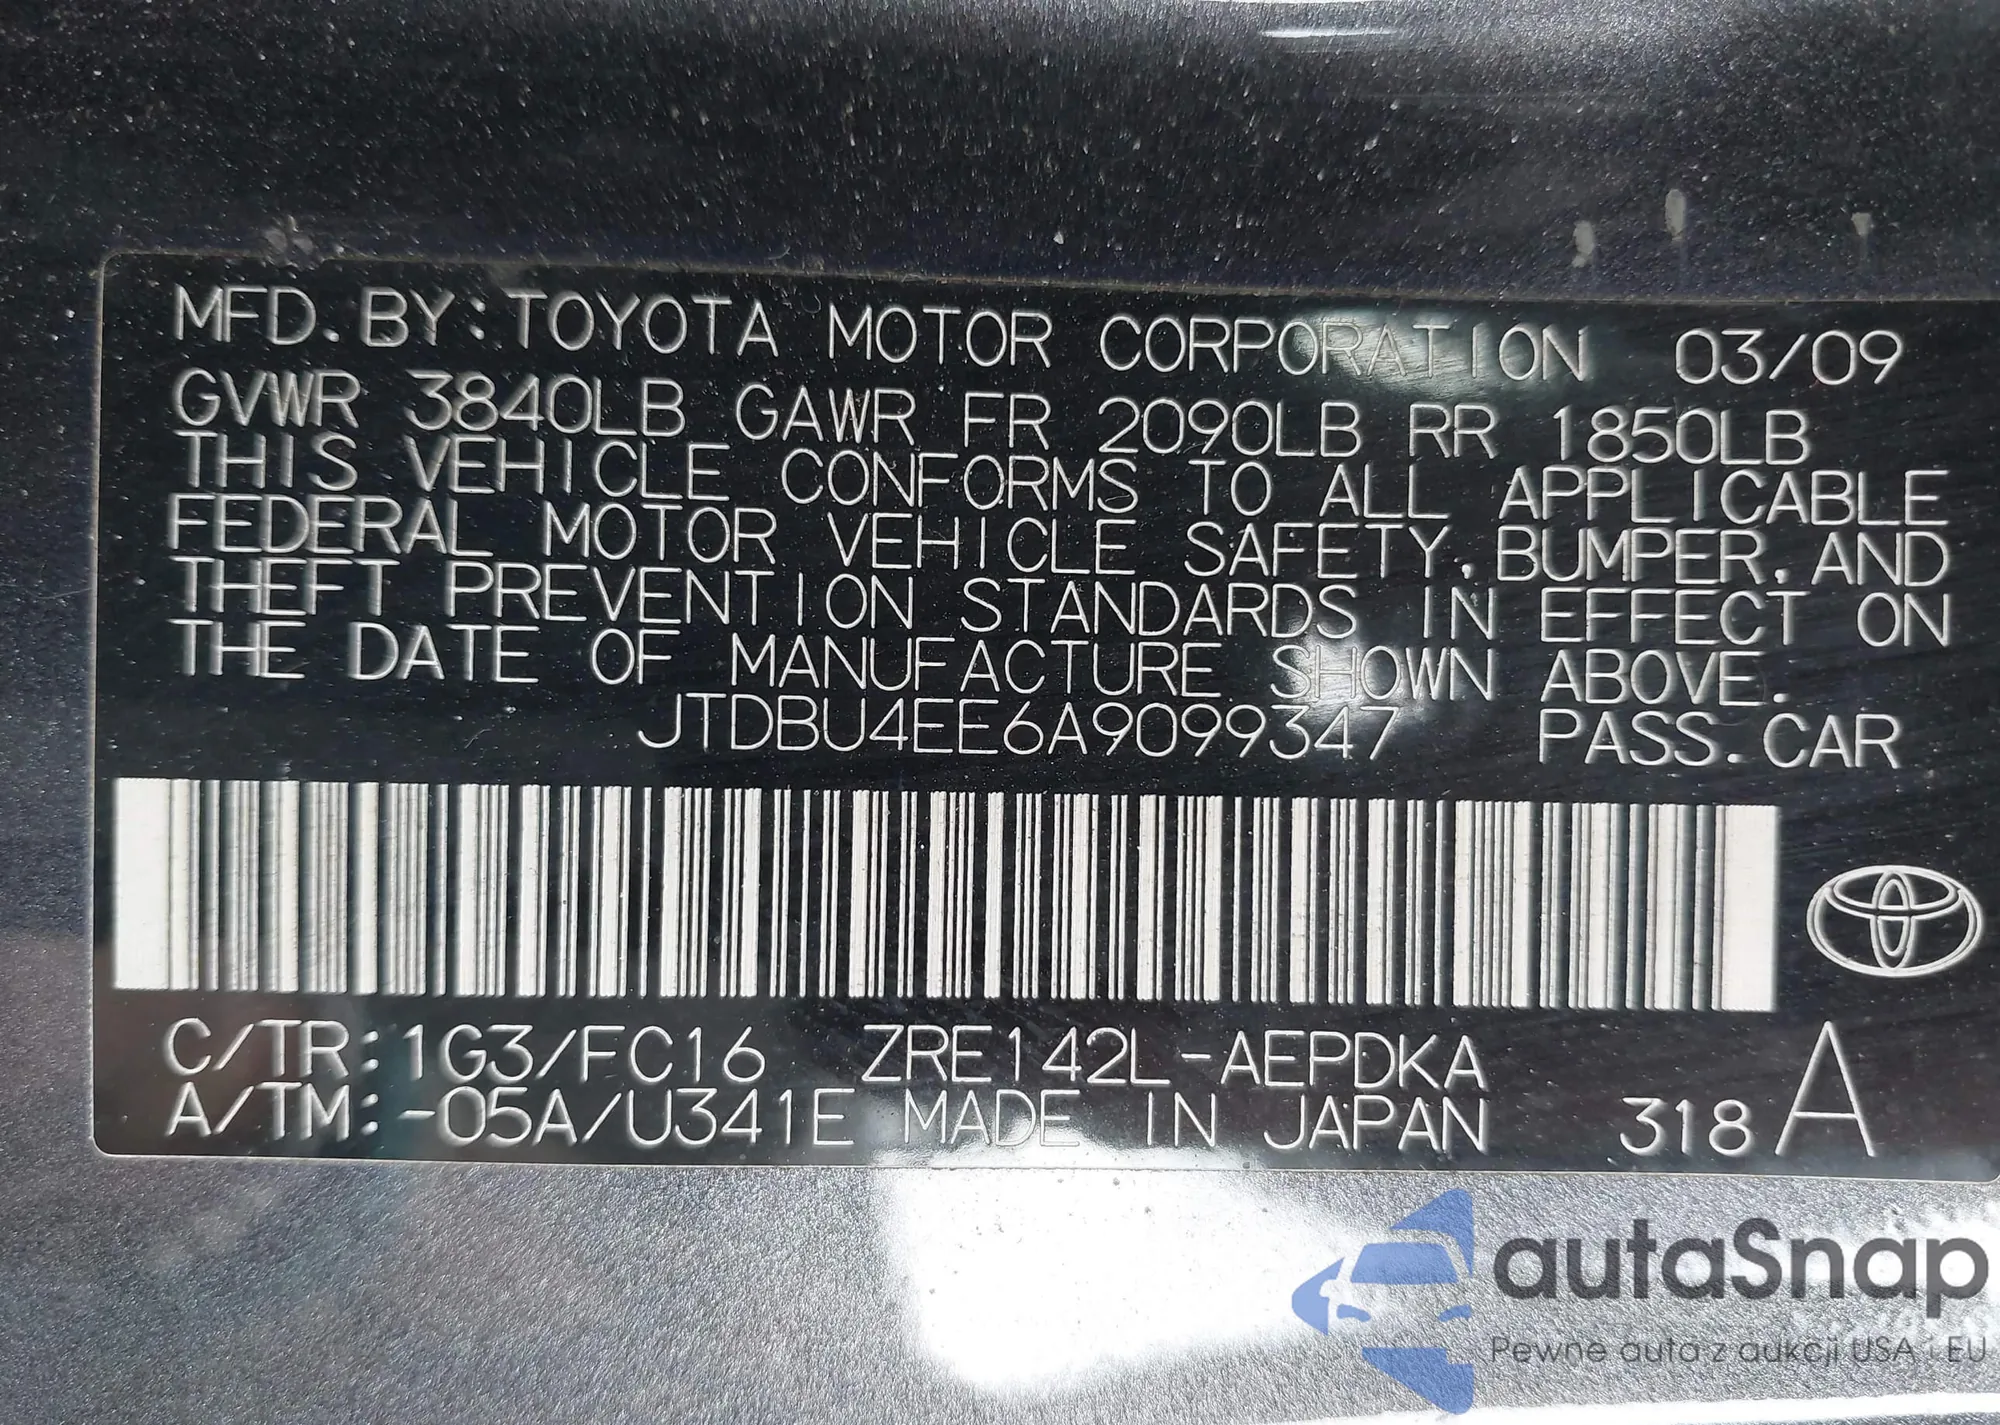 MFD. BY: TOYOTA MOTOR CORPORATION 03/09
GVWR 3840LB GAWR FR 2090LB RR 1850LB
THIS VEHICLE CONFORMS TO ALL APPLICABLE
FEDERAL MOTOR VEHICLE SAFETY, BUMPER, AND
THEFT PREVENTION STANDARDS IN EFFECT ON
THE DATE OF MANUFACTURE SHOWN ABOVE.
JTDBU4EE6A9099347 PASS. CAR
C/TR: 1G3/FC16 ZRE142L-AEPDKA
A/TM: -05A/U341E MADE IN JAPAN 318 A
autaSnap
Pewne auta z aukcji USA i EU